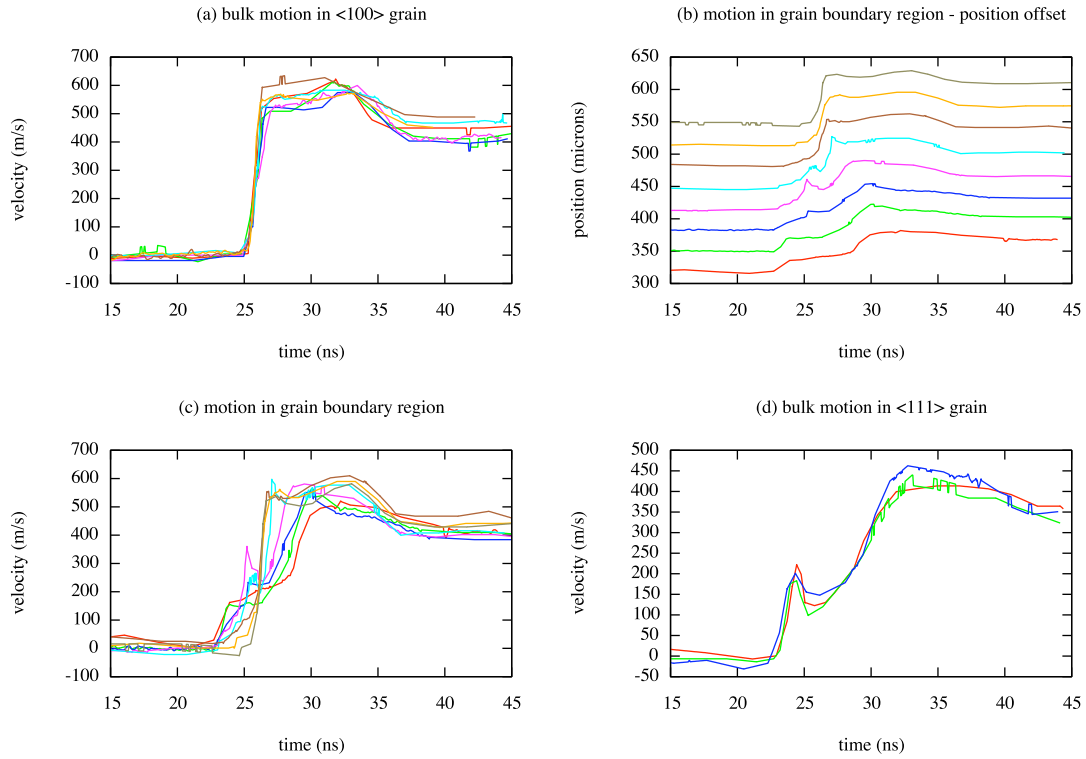 (a) bulk motion in <100> grain
700
600
500
400
300
200
100
0
-100
velocity (m/s)
15 20 25 30 35 40 45
time (ns)
(b) motion in grain boundary region - position offset
650
600
550
500
450
400
350
300
position (microns)
15 20 25 30 35 40 45
time (ns)
(c) motion in grain boundary region
700
600
500
400
300
200
100
0
-100
velocity (m/s)
15 20 25 30 35 40 45
time (ns)
(d) bulk motion in <111> grain
500
450
400
350
300
250
200
150
100
50
0
-50
velocity (m/s)
15 20 25 30 35 40 45
time (ns)